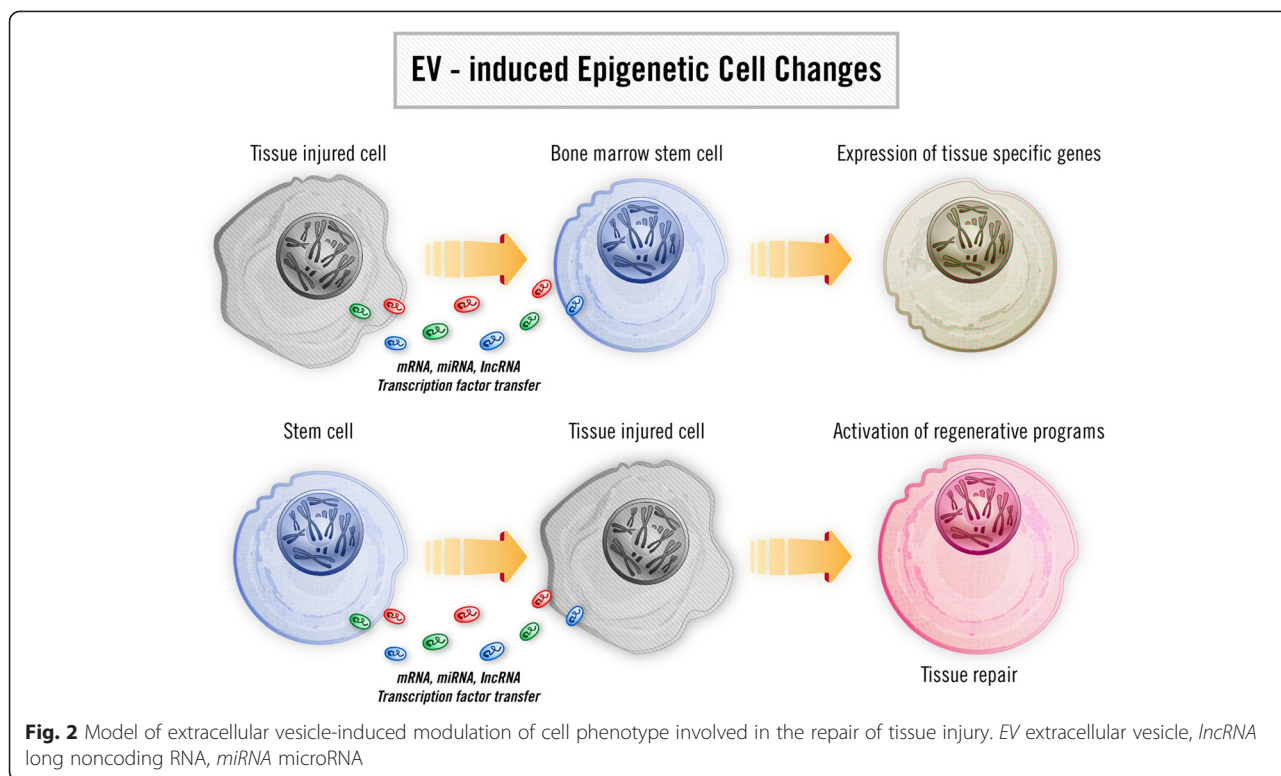 EV - induced Epigenetic Cell Changes
Tissue injured cell
Bone marrow stem cell
Expression of tissue specific genes
mRNA, miRNA, lncRNA
Transcription factor transfer
Stem cell
Tissue injured cell
Activation of regenerative programs
mRNA, miRNA, lncRNA
Transcription factor transfer
Tissue repair
Fig. 2 Model of extracellular vesicle-induced modulation of cell phenotype involved in the repair of tissue injury. EV extracellular vesicle, lncRNA
long noncoding RNA, miRNA microRNA